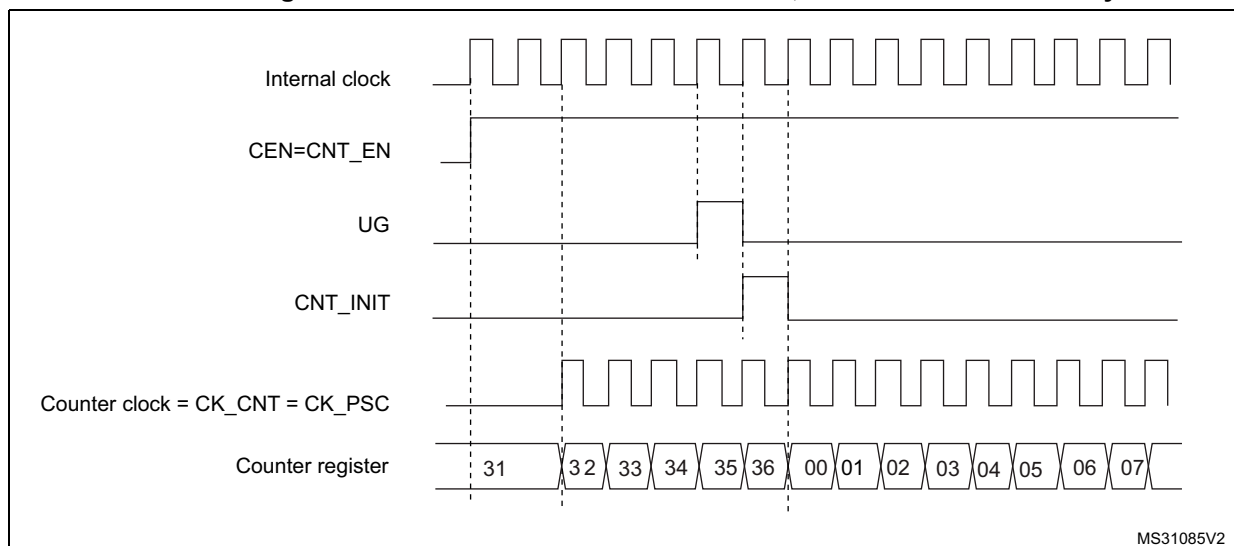 Internal clock
CEN=CNT_EN
UG
CNT_INIT
Counter clock = CK_CNT = CK_PSC
Counter register 31 32 33 34 35 36 00 01 02 03 04 05 06 07
MS31085V2